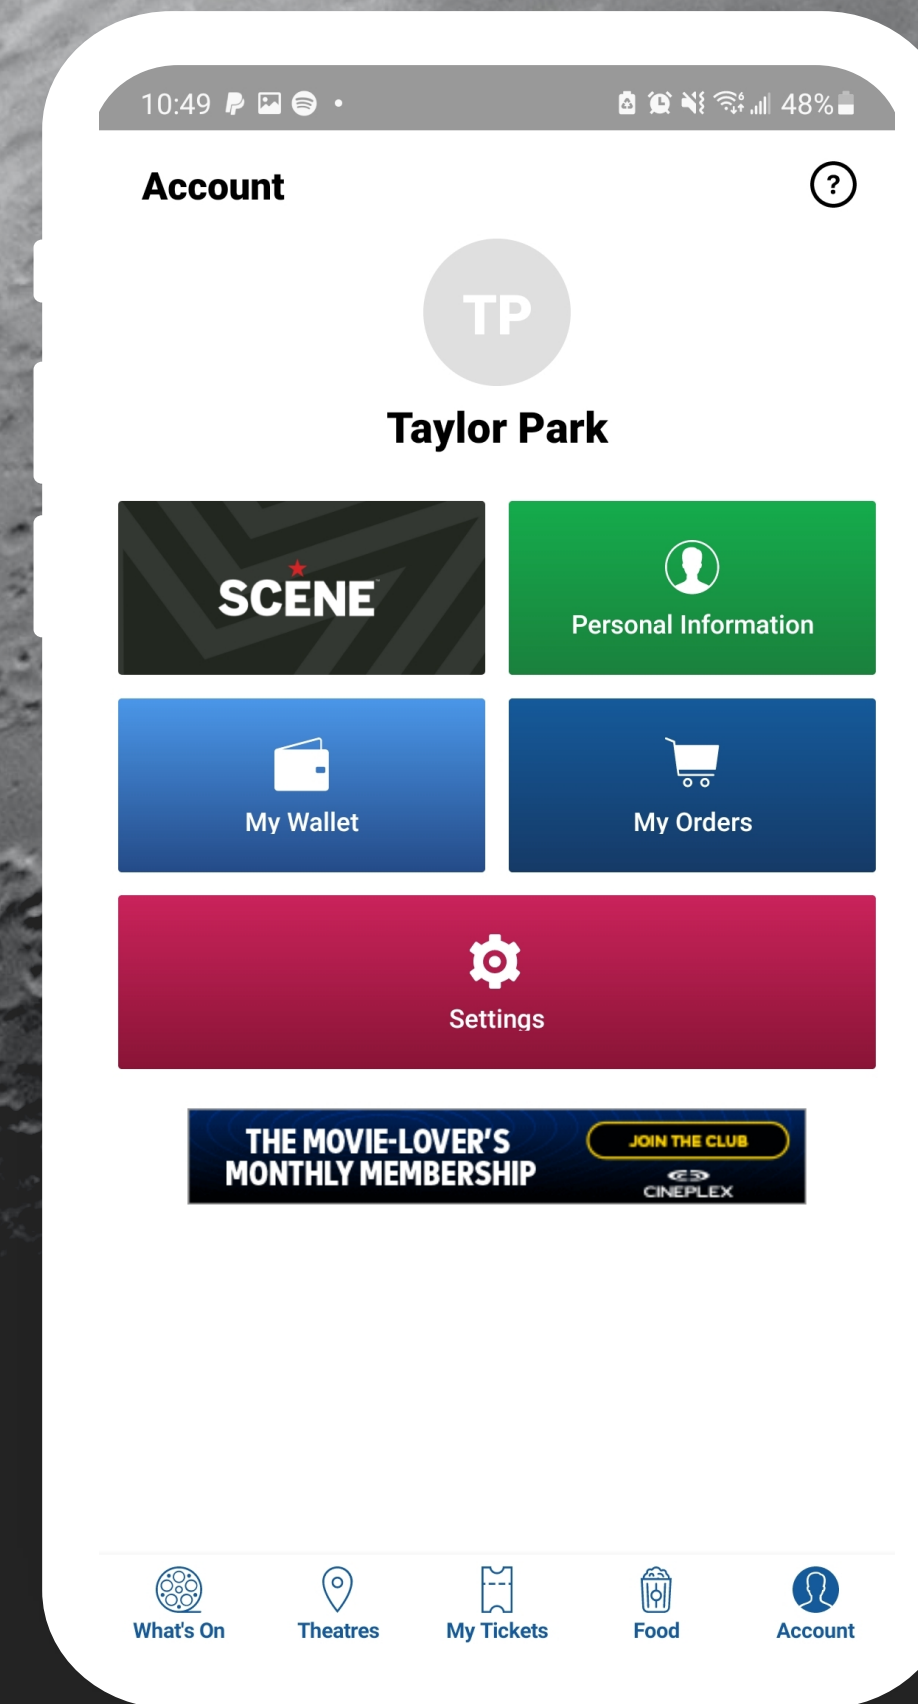 10:49
48%
Account
?
TP
Taylor Park
SCENE
Personal Information
My Wallet
My Orders
Settings
THE MOVIE-LOVER'S
MONTHLY MEMBERSHIP
JOIN THE CLUB
CINEPLEX
What's On
Theatres
My Tickets
Food
Account